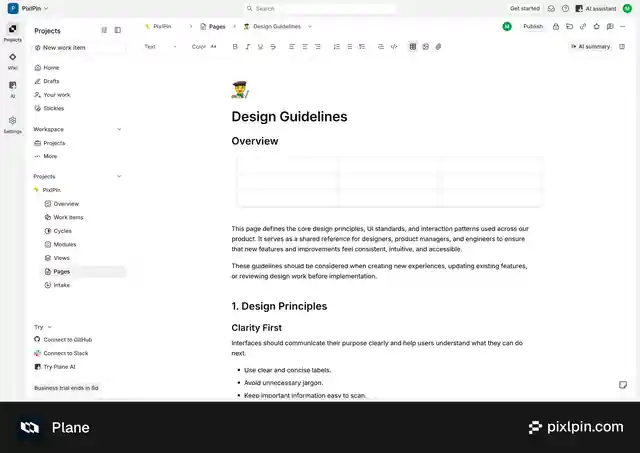 PixlPin
Search
Get started
AI assistant
M
Projects
Wiki
AI
Settings
Projects
New work item
Home
Drafts
Your work
Stickies
Workspace
Projects
More
Projects
PixlPin
Overview
Work items
Cycles
Modules
Views
Pages
Intake
Try
Connect to GitHub
Connect to Slack
Try Plane AI
Business trial ends in 8d
PixlPin > Pages > Design Guidelines
M
Publish
Text
Color Aa
B I U S
AI summary
Design Guidelines
Overview
This page defines the core design principles, UI standards, and interaction patterns used across our
product. It serves as a shared reference for designers, product managers, and engineers to ensure
that new features and improvements feel consistent, intuitive, and accessible.
These guidelines should be considered when creating new experiences, updating existing features,
or reviewing design work before implementation.
1. Design Principles
Clarity First
Interfaces should communicate their purpose clearly and help users understand what they can do
next.
• Use clear and concise labels.
• Avoid unnecessary jargon.
• Keep important information easy to scan.
Plane
pixlpin.com